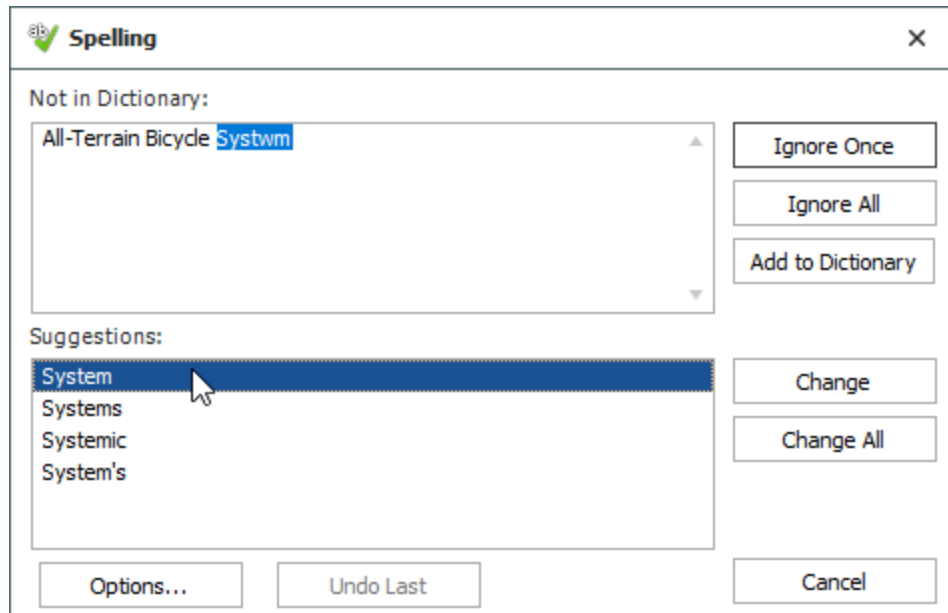 Spelling
Not in Dictionary:
All-Terrain Bicycle Systwm
Ignore Once
Ignore All
Add to Dictionary
Suggestions:
System
Systems
Systemic
System's
Change
Change All
Options...
Undo Last
Cancel